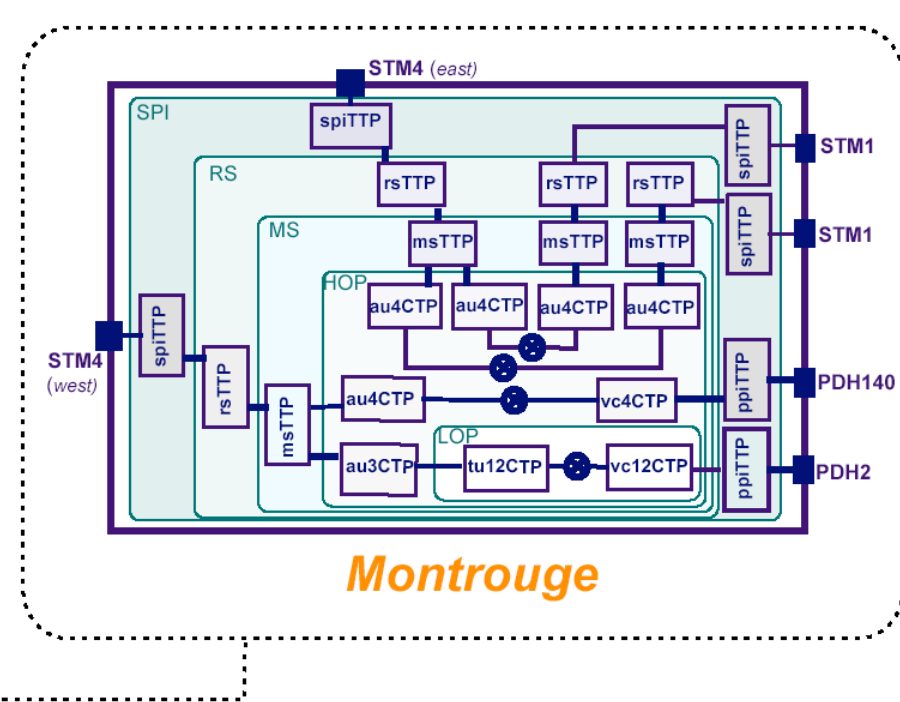 STM4 (east)
SPI
spiTTP
spiTTP
STM1
RS
rsTTP
rsTTP
rsTTP
spiTTP
STM1
MS
msTTP
msTTP
msTTP
HOP
au4CTP
au4CTP
au4CTP
au4CTP
spiTTP
STM4
(west)
rsTTP
msTTP
au4CTP
vc4CTP
ppiTTP
PDH140
LOP
au3CTP
tu12CTP
vc12CTP
ppiTTP
PDH2
Montrouge